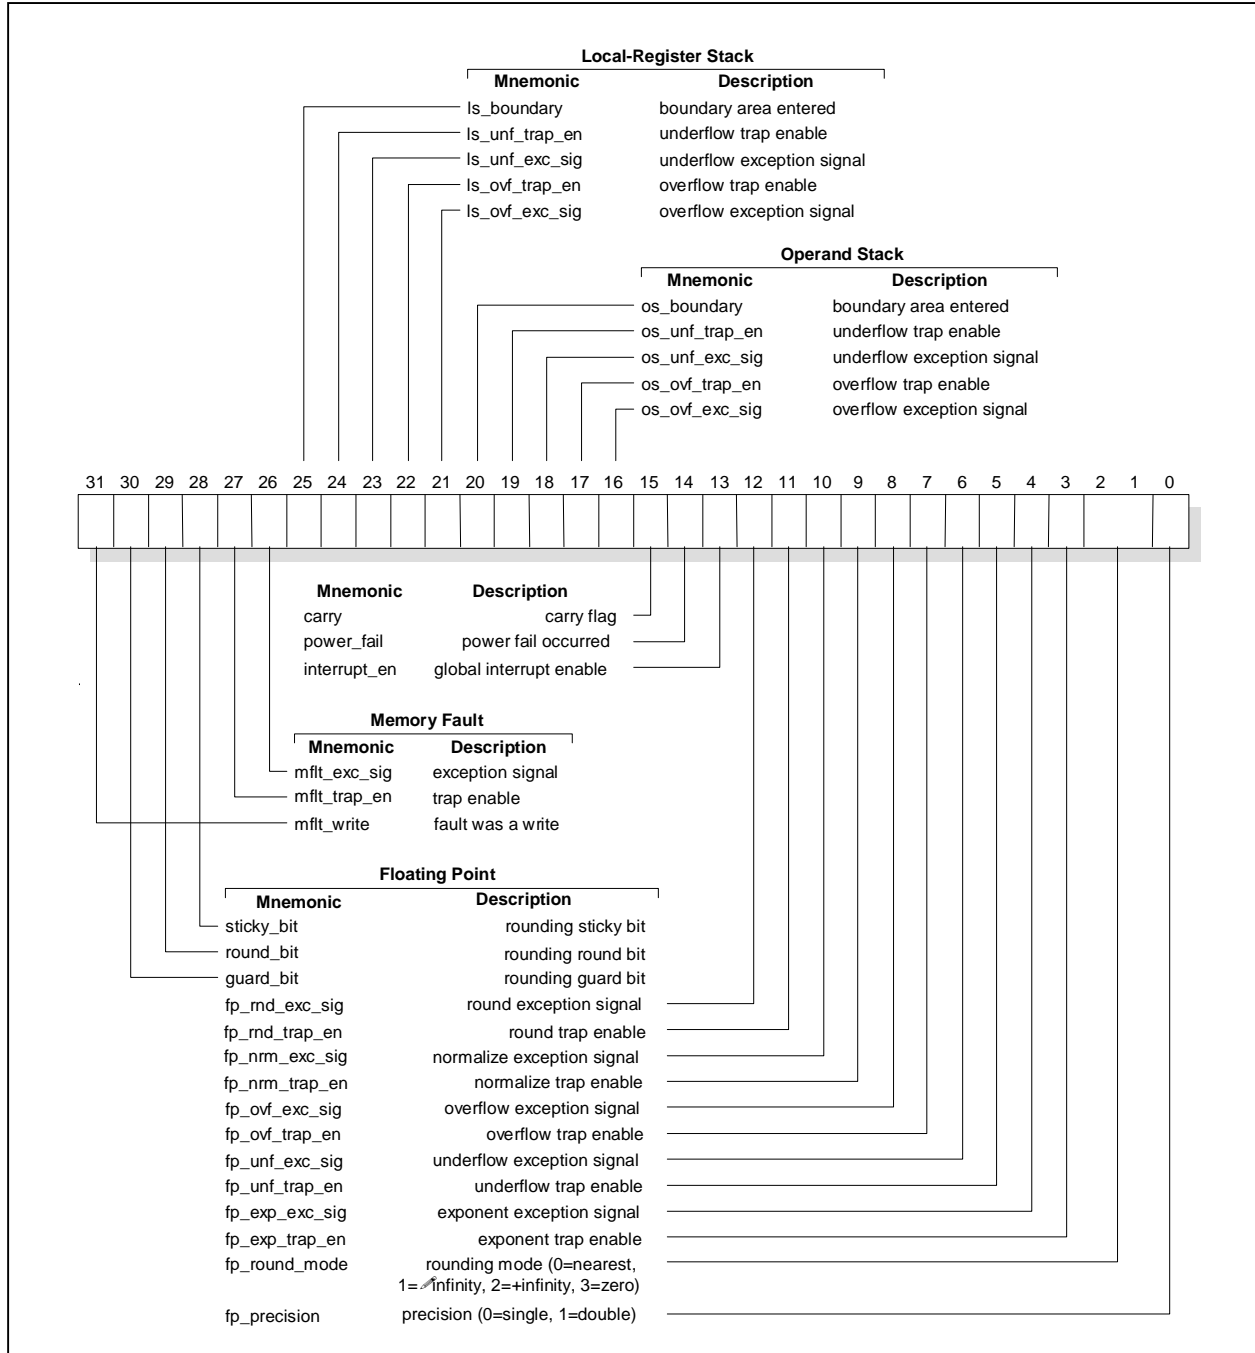 Local-Register Stack
Mnemonic Description
ls_boundary boundary area entered
ls_unf_trap_en underflow trap enable
ls_unf_exc_sig underflow exception signal
ls_ovf_trap_en overflow trap enable
ls_ovf_exc_sig overflow exception signal
Operand Stack
Mnemonic Description
os_boundary boundary area entered
os_unf_trap_en underflow trap enable
os_unf_exc_sig underflow exception signal
os_ovf_trap_en overflow trap enable
os_ovf_exc_sig overflow exception signal
31 30 29 28 27 26 25 24 23 22 21 20 19 18 17 16 15 14 13 12 11 10 9 8 7 6 5 4 3 2 1 0
Mnemonic Description
carry carry flag
power_fail power fail occurred
interrupt_en global interrupt enable
Memory Fault
Mnemonic Description
mflt_exc_sig exception signal
mflt_trap_en trap enable
mflt_write fault was a write
Floating Point
Mnemonic Description
sticky_bit rounding sticky bit
round_bit rounding round bit
guard_bit rounding guard bit
fp_rnd_exc_sig round exception signal
fp_rnd_trap_en round trap enable
fp_nrm_exc_sig normalize exception signal
fp_nrm_trap_en normalize trap enable
fp_ovf_exc_sig overflow exception signal
fp_ovf_trap_en overflow trap enable
fp_unf_exc_sig underflow exception signal
fp_unf_trap_en underflow trap enable
fp_exp_exc_sig exponent exception signal
fp_exp_trap_en exponent trap enable
fp_round_mode rounding mode (0=nearest,
1=✐infinity, 2=+infinity, 3=zero)
fp_precision precision (0=single, 1=double)